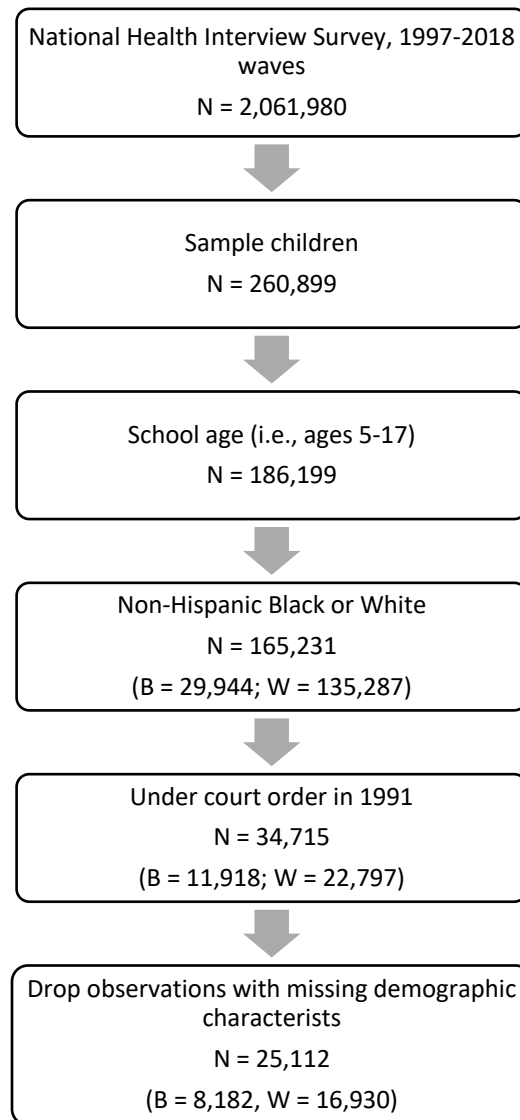 National Health Interview Survey, 1997-2018
waves
N = 2,061,980
Sample children
N = 260,899
School age (i.e., ages 5-17)
N = 186,199
Non-Hispanic Black or White
N = 165,231
(B = 29,944; W = 135,287)
Under court order in 1991
N = 34,715
(B = 11,918; W = 22,797)
Drop observations with missing demographic
characterists
N = 25,112
(B = 8,182, W = 16,930)